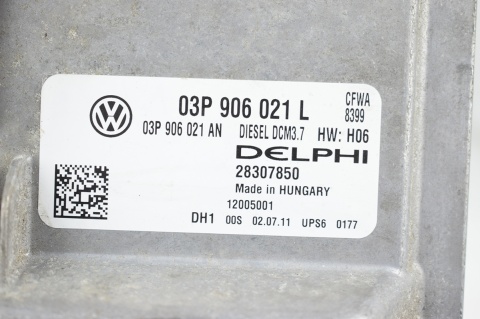 03P 906 021 L CFWA
8399
03P 906 021 AN DIESEL DCM3.7 HW: H06
DELPHI
28307850
Made in HUNGARY
12005001
DH1 00S 02.07.11 UPS6 0177